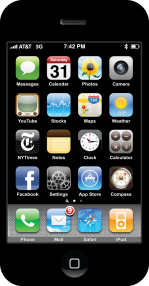 AT&T 3G 7:42 PM
Saturday
31
Messages Calendar Photos Camera
YouTube Stocks Maps Weather
NYTimes Notes Clock Calculator
Facebook Settings App Store Compass
9
Phone Mail Safari iPod